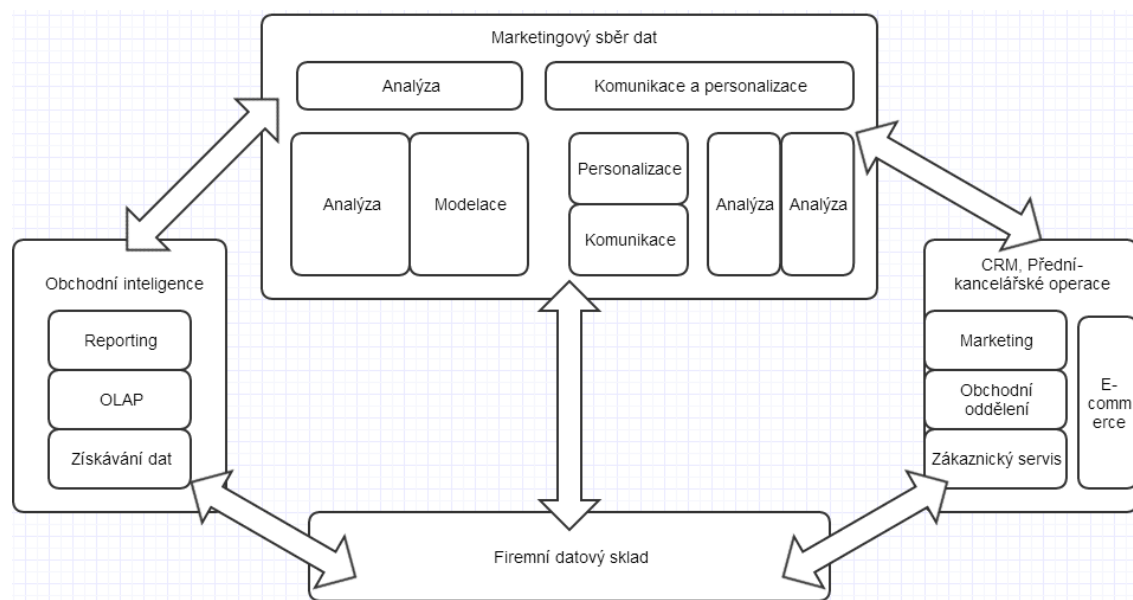 Marketingový sběr dat
Analýza
Komunikace a personalizace
Analýza
Modelace
Personalizace
Komunikace
Analýza
Analýza
Obchodní inteligence
Reporting
OLAP
Získávání dat
CRM, Přední-
kancelářské operace
Marketing
Obchodní
oddělení
Zákaznický servis
E-
comm
erce
Firemní datový sklad